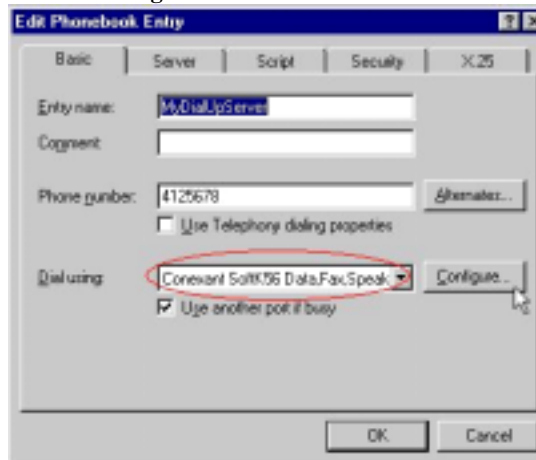 Edit Phonebook Entry
Basic Server Script Security X.25
Entry name: MyDialUpServer
Comment:
Phone number: 4125678 Alternates...
Use Telephony dialing properties
Dial using: Conexant SoftK56 Data,Fax,Speak Configure...
Use another port if busy
OK Cancel